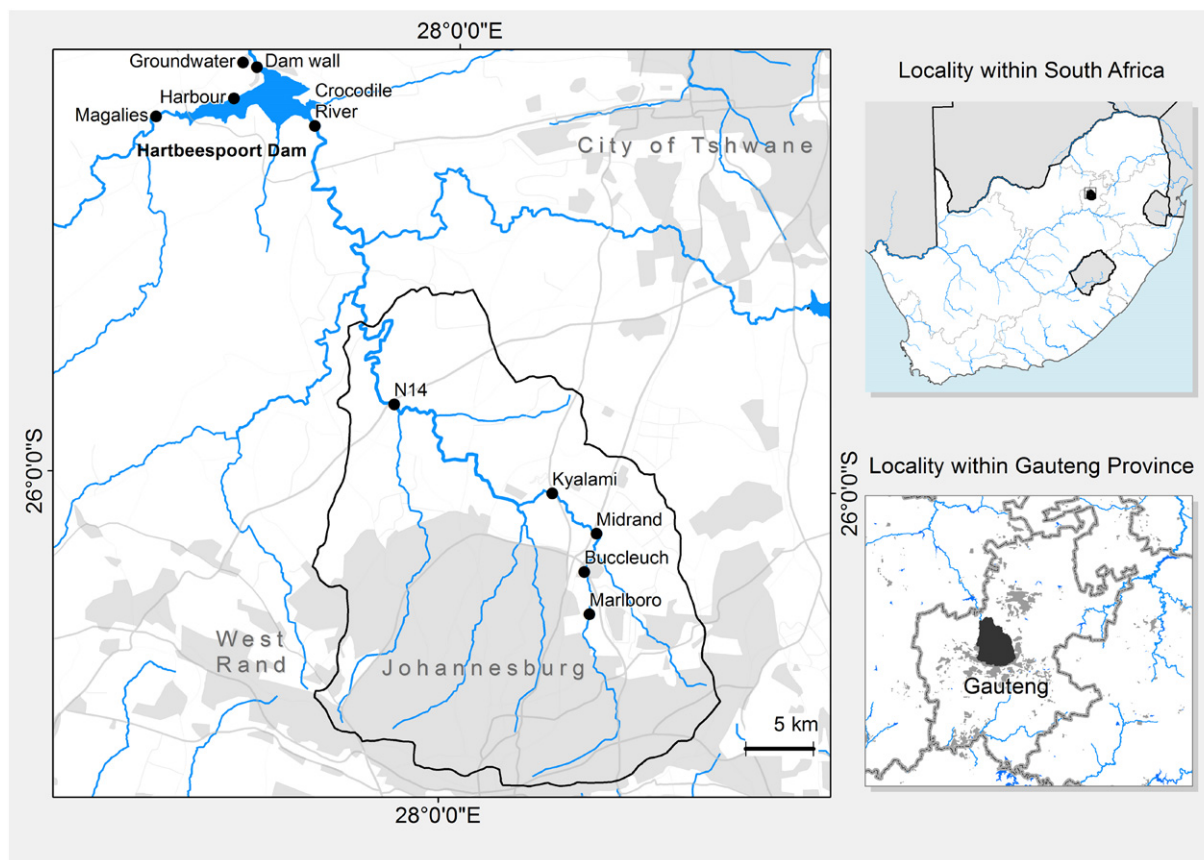 28°0'0"E
Groundwater
Dam wall
Harbour
Crocodile
River
Magalies
Hartbeespoort Dam
City of Tshwane
N14
26°0'0"S
Kyalami
Midrand
Buccleuch
Marlboro
West
Rand
Johannesburg
5 km
28°0'0"E
26°0'0"S
Locality within South Africa
Locality within Gauteng Province
Gauteng